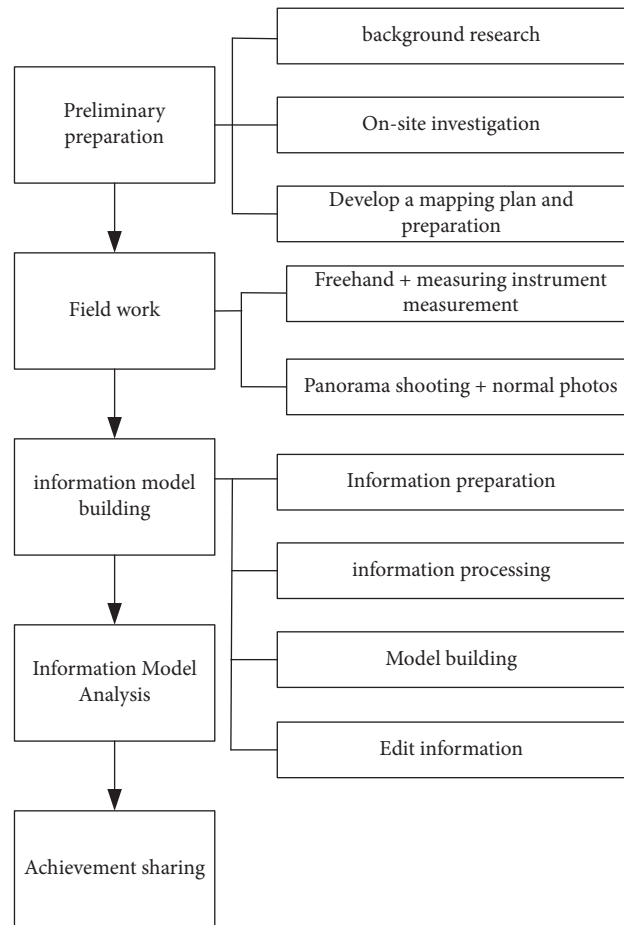 background research
Preliminary
preparation
On-site investigation
Develop a mapping plan and
preparation
Field work
Freehand + measuring instrument
measurement
Panorama shooting + normal photos
information model
building
Information preparation
information processing
Information Model
Analysis
Model building
Edit information
Achievement sharing